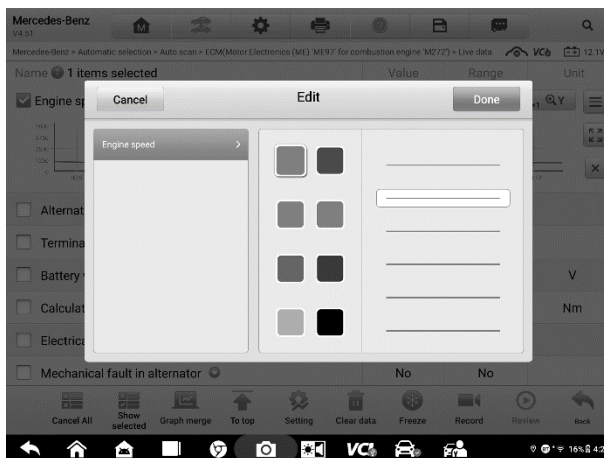 Mercedes-Benz
V4.51
Mercedes-Benz > Automatic selection > Auto scan > ECM(Motor Electronics (ME) 'ME97' for combustion engine 'M272') > Live data
VCi 12.1V
Name 1 items selected Value Range Unit
Engine sp
Cancel Edit Done
Engine speed >
Alternat
Termina
Battery V
Calculat Nm
Electrica
Mechanical fault in alternator No No
Cancel All Show selected Graph merge To top Setting Clear data Freeze Record Review Back
16% 4:2